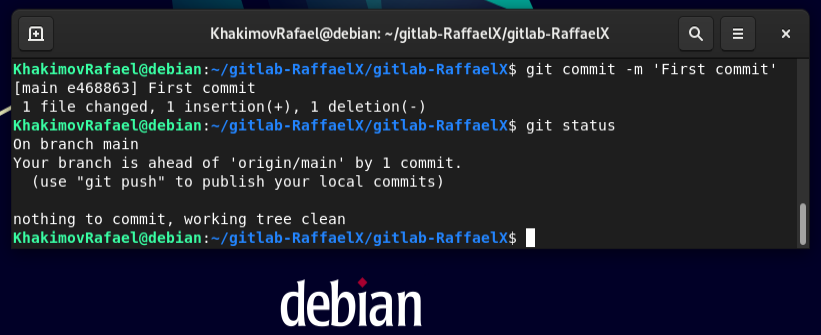 KhakimovRafael@debian: ~/gitlab-RaffaelX/gitlab-RaffaelX
KhakimovRafael@debian:~/gitlab-RaffaelX/gitlab-RaffaelX$ git commit -m 'First commit'
[main e468863] First commit
 1 file changed, 1 insertion(+), 1 deletion(-)
KhakimovRafael@debian:~/gitlab-RaffaelX/gitlab-RaffaelX$ git status
On branch main
Your branch is ahead of 'origin/main' by 1 commit.
  (use "git push" to publish your local commits)

nothing to commit, working tree clean
KhakimovRafael@debian:~/gitlab-RaffaelX/gitlab-RaffaelX$
debian